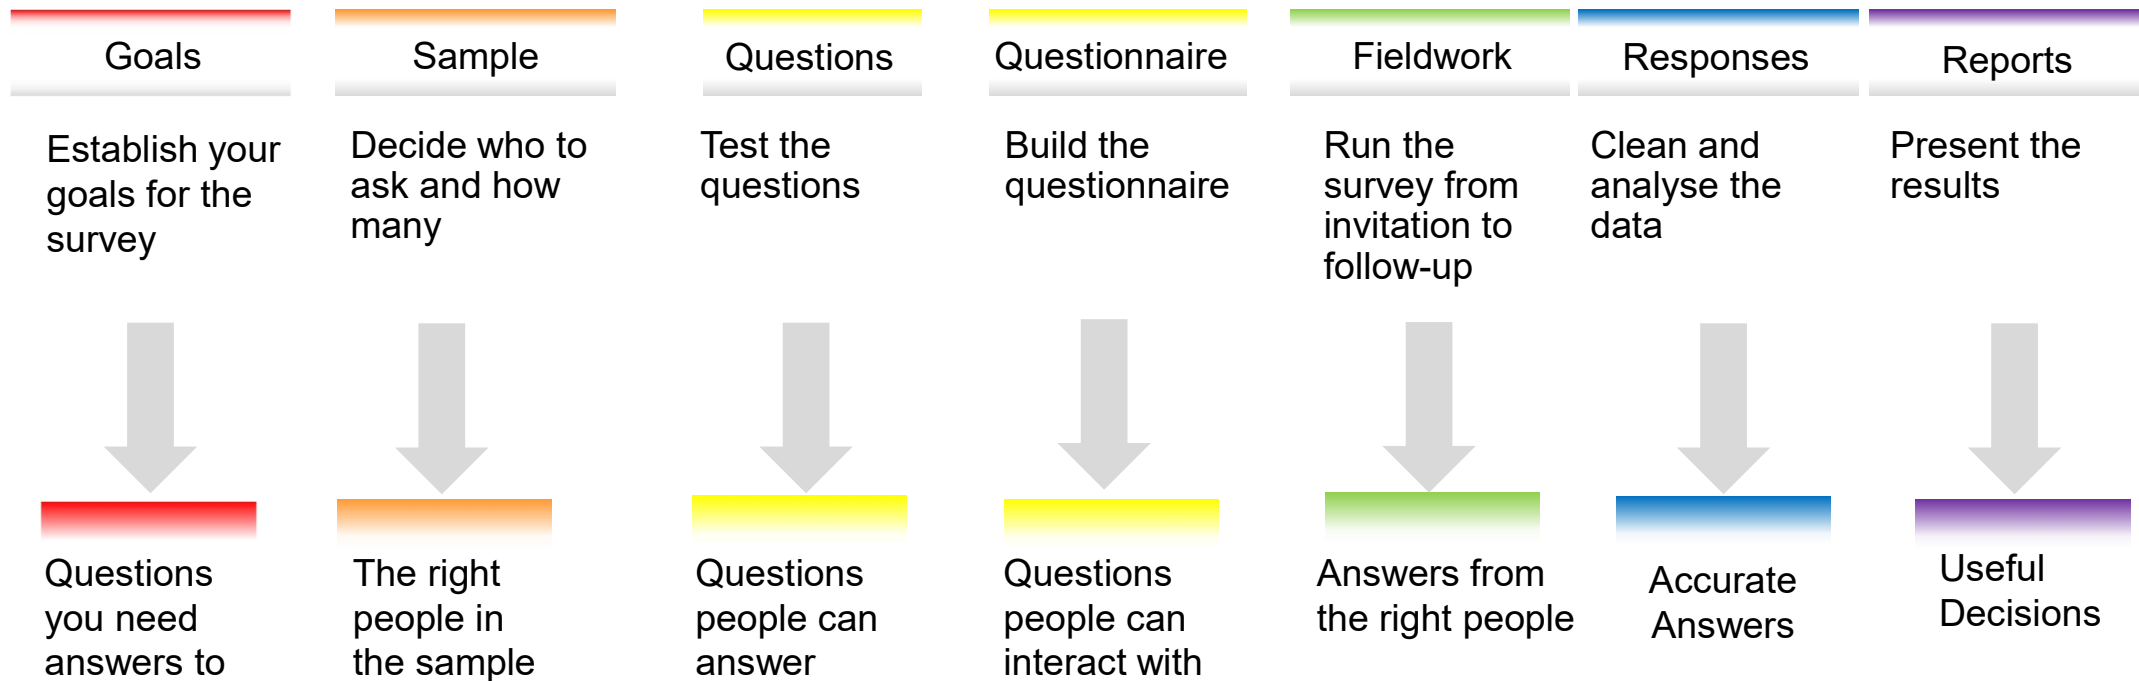 Goals
Sample
Questions
Questionnaire
Fieldwork
Responses
Reports
Establish your
goals for the
survey
Decide who to
ask and how
many
Test the
questions
Build the
questionnaire
Run the
survey from
invitation to
follow-up
Clean and
analyse the
data
Present the
results
Questions
you need
answers to
The right
people in
the sample
Questions
people can
answer
Questions
people can
interact with
Answers from
the right people
Accurate
Answers
Useful
Decisions